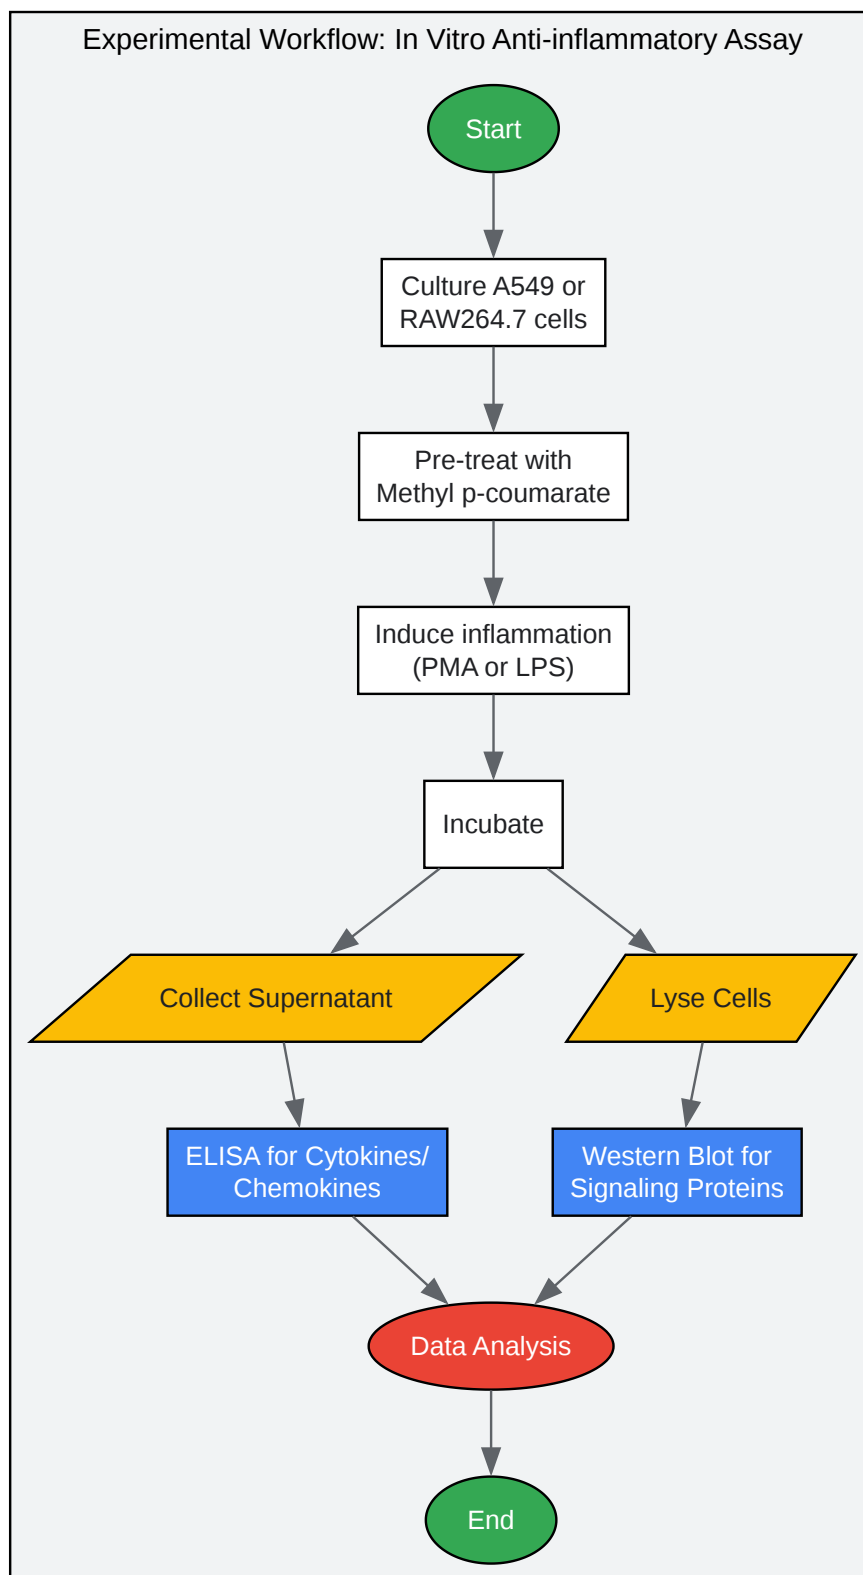 Experimental Workflow: In Vitro Anti-inflammatory Assay
Start
Culture A549 or
RAW264.7 cells
Pre-treat with
Methyl p-coumarate
Induce inflammation
(PMA or LPS)
Incubate
Collect Supernatant
Lyse Cells
ELISA for Cytokines/
Chemokines
Western Blot for
Signaling Proteins
Data Analysis
End